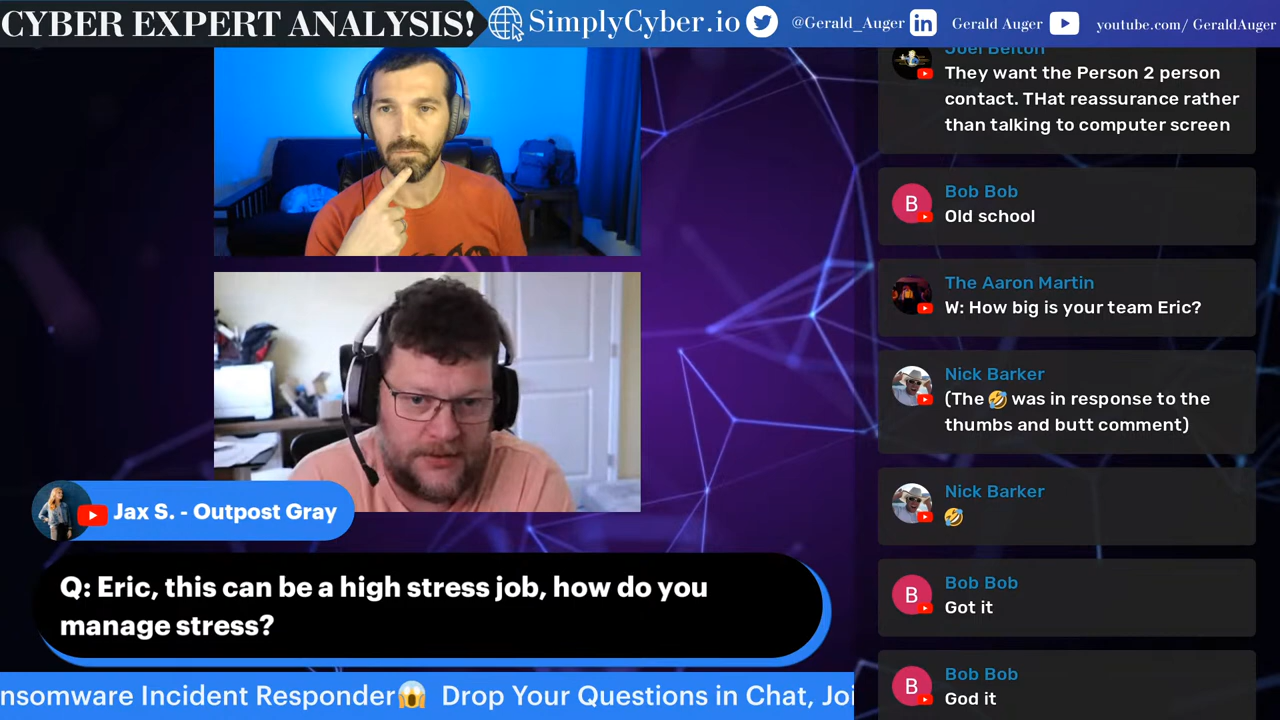 CYBER EXPERT ANALYSIS!
SimplyCyber.io
@Gerald_Auger
Gerald Auger
youtube.com/ GeraldAuger
Joel Belton
They want the Person 2 person
contact. THat reassurance rather
than talking to computer screen
B
Bob Bob
Old school
The Aaron Martin
W: How big is your team Eric?
Nick Barker
(The 🤣 was in response to the
thumbs and butt comment)
Nick Barker
🤣
B
Bob Bob
Got it
B
Bob Bob
God it
Jax S. - Outpost Gray
Q: Eric, this can be a high stress job, how do you
manage stress?
nsomware Incident Responder😱 Drop Your Questions in Chat, Joi